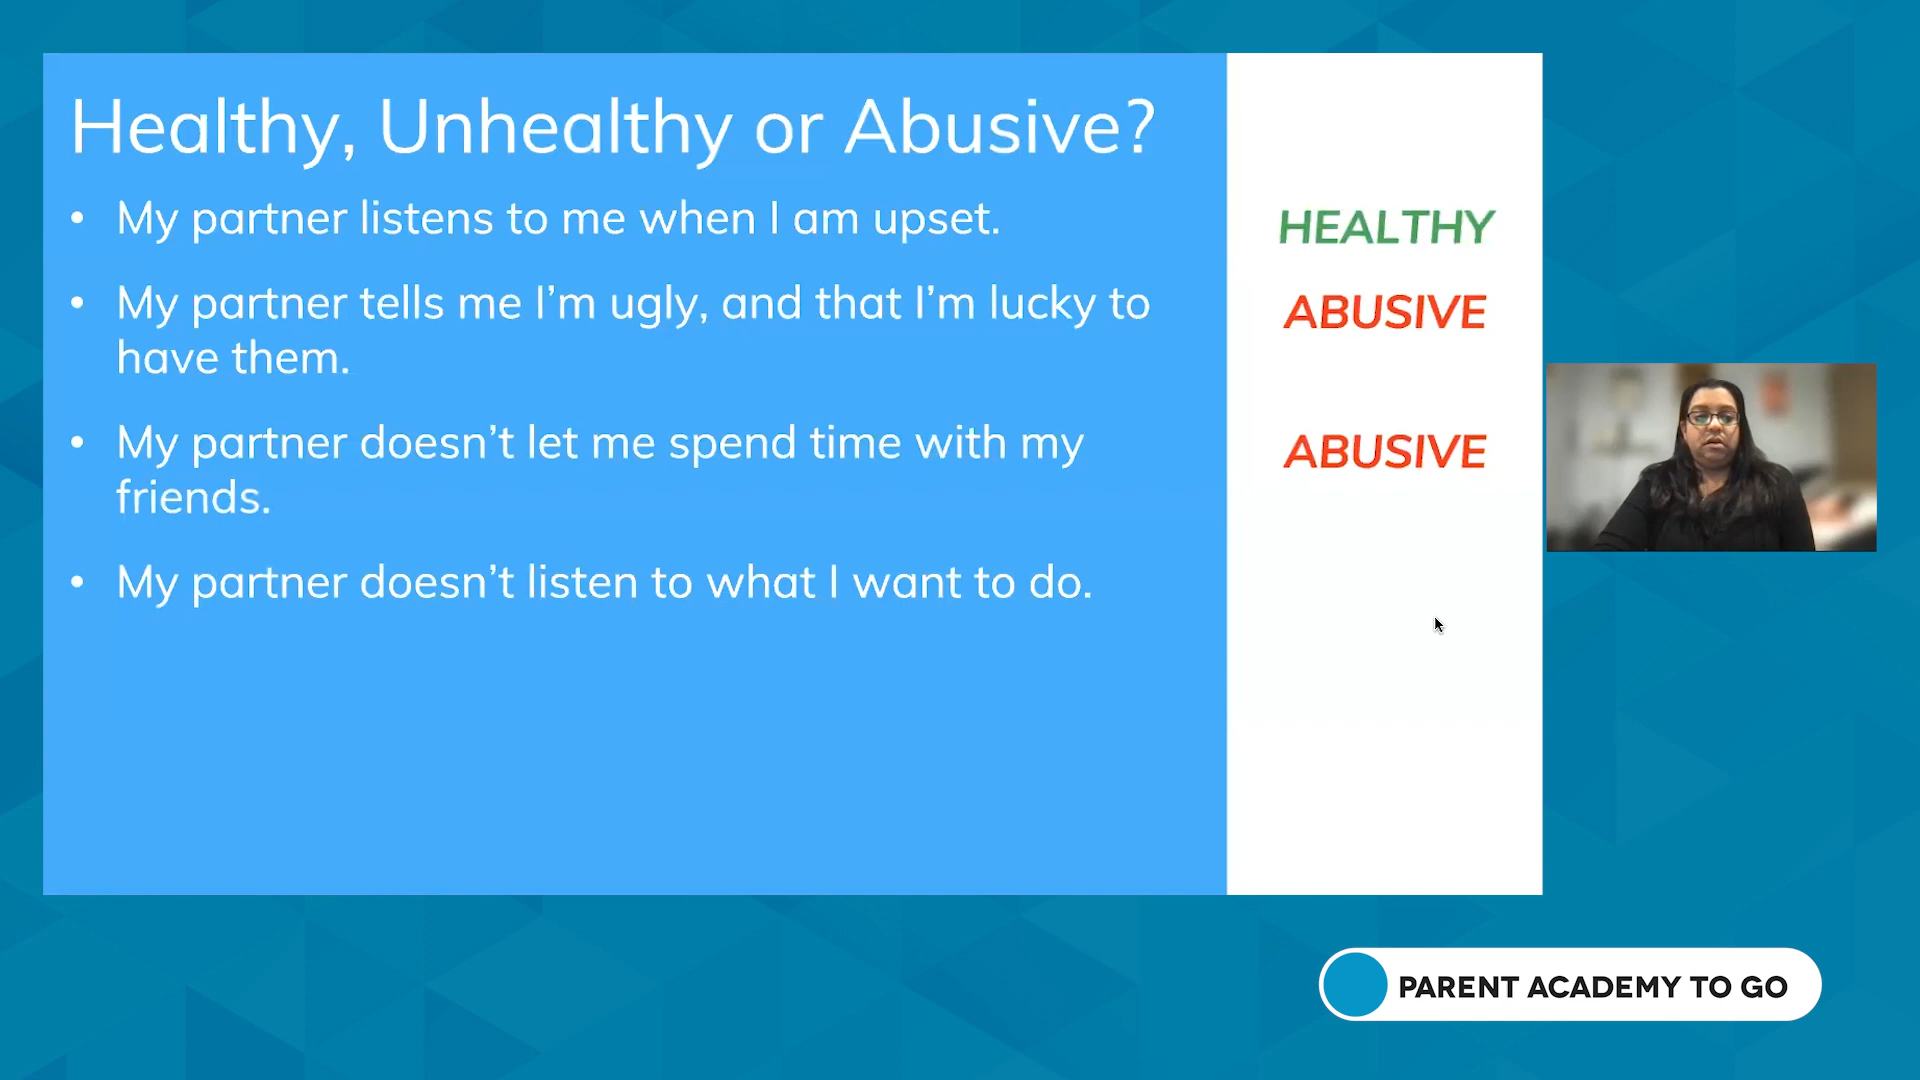 Healthy, Unhealthy or Abusive?
• My partner listens to me when I am upset.
HEALTHY
• My partner tells me I’m ugly, and that I’m lucky to
have them.
ABUSIVE
• My partner doesn’t let me spend time with my
friends.
ABUSIVE
• My partner doesn’t listen to what I want to do.
PARENT ACADEMY TO GO